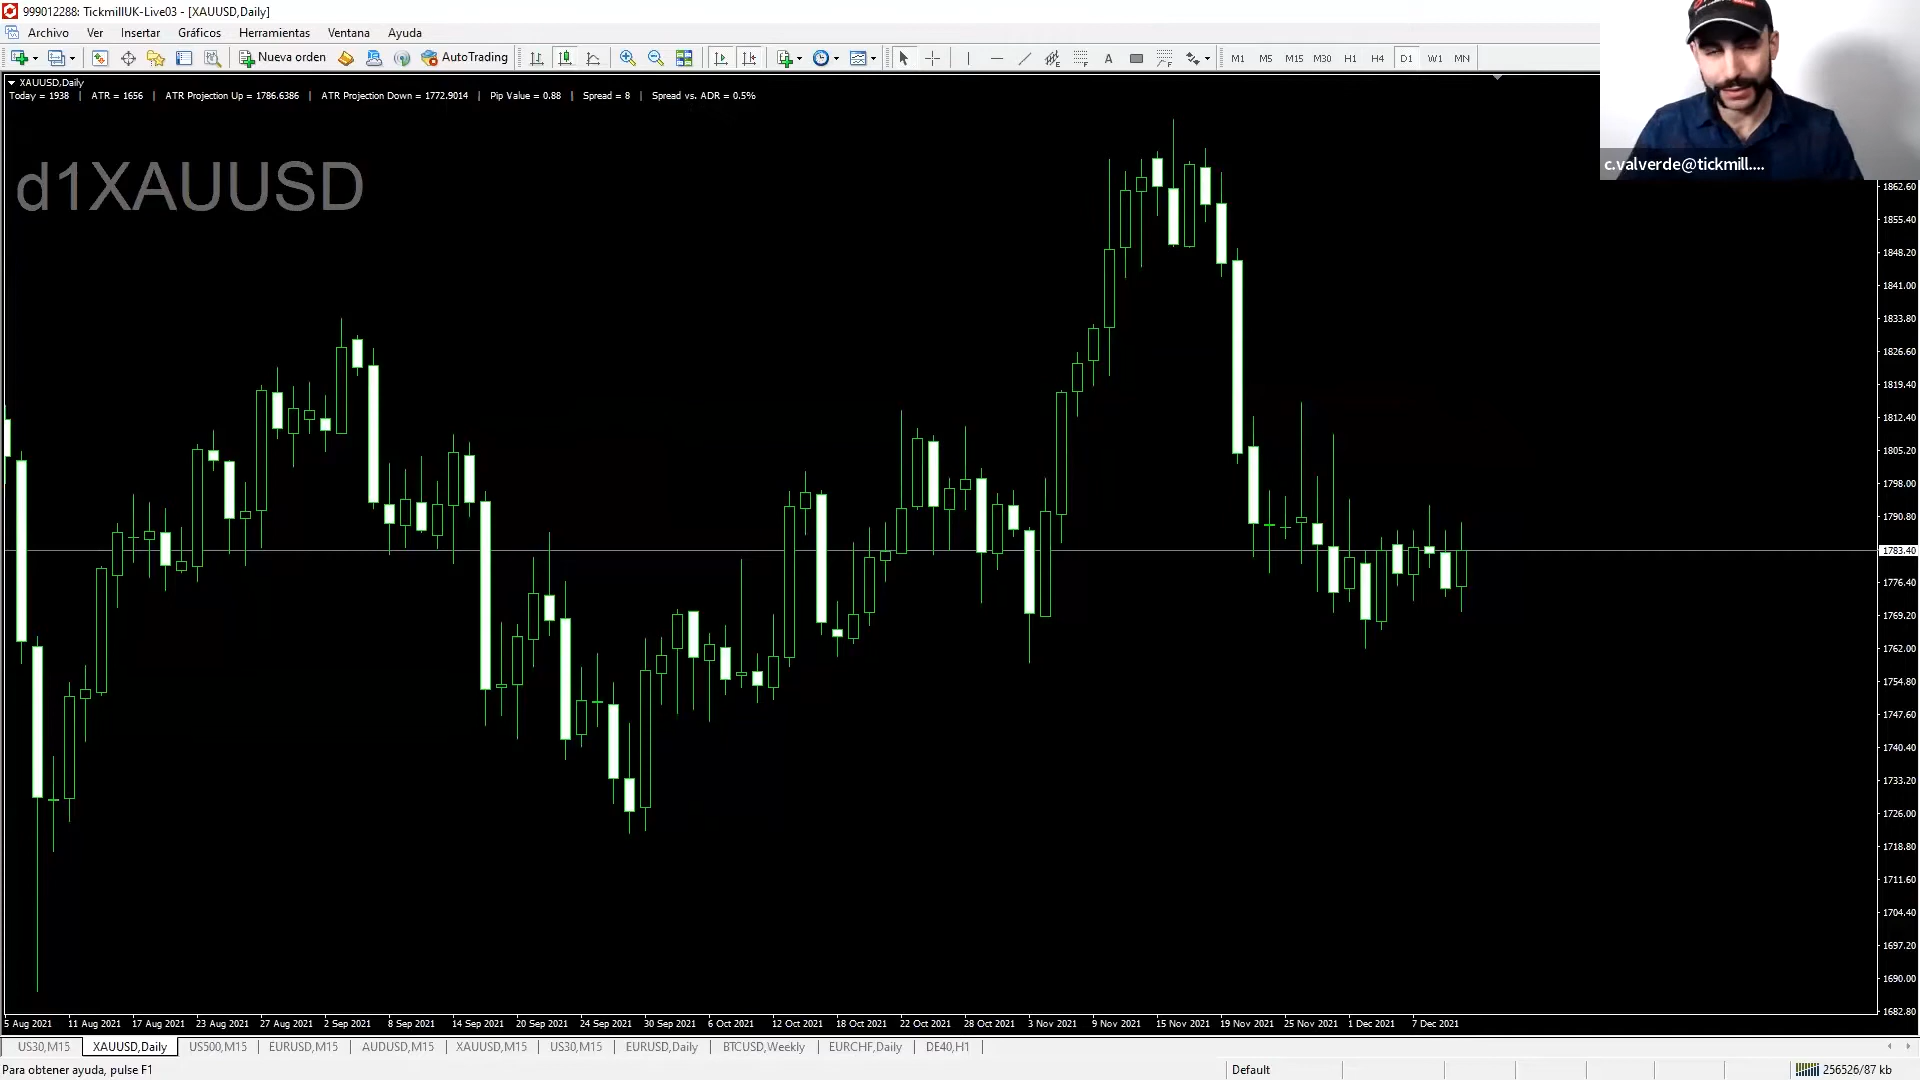 999012288: TickmillUK-Live03 - [XAUUSD,Daily]
Archivo Ver Insertar Gráficos Herramientas Ventana Ayuda
Nueva orden AutoTrading A M1 M5 M15 M30 H1 H4 D1 W1 MN
XAUUSD,Daily
Today = 1938 | ATR = 1656 | ATR Projection Up = 1786.6386 | ATR Projection Down = 1772.9014 | Pip Value = 0.88 | Spread = 8 | Spread vs. ADR = 0.5%
c.valverde@tickmill....
d1XAUUSD
1862.60
1855.40
1848.20
1841.00
1833.80
1826.60
1819.40
1812.40
1805.20
1798.00
1790.80
1783.40
1776.40
1769.20
1762.00
1754.80
1747.60
1740.40
1733.20
1726.00
1718.80
1711.60
1704.40
1697.20
1690.00
1682.80
5 Aug 2021 11 Aug 2021 17 Aug 2021 23 Aug 2021 27 Aug 2021 2 Sep 2021 8 Sep 2021 14 Sep 2021 20 Sep 2021 24 Sep 2021 30 Sep 2021 6 Oct 2021 12 Oct 2021 18 Oct 2021 22 Oct 2021 28 Oct 2021 3 Nov 2021 9 Nov 2021 15 Nov 2021 19 Nov 2021 25 Nov 2021 1 Dec 2021 7 Dec 2021
US30,M15 XAUUSD,Daily US500,M15 EURUSD,M15 AUDUSD,M15 XAUUSD,M15 US30,M15 EURUSD,Daily BTCUSD,Weekly EURCHF,Daily DE40,H1
Para obtener ayuda, pulse F1 Default 256526/87 kb